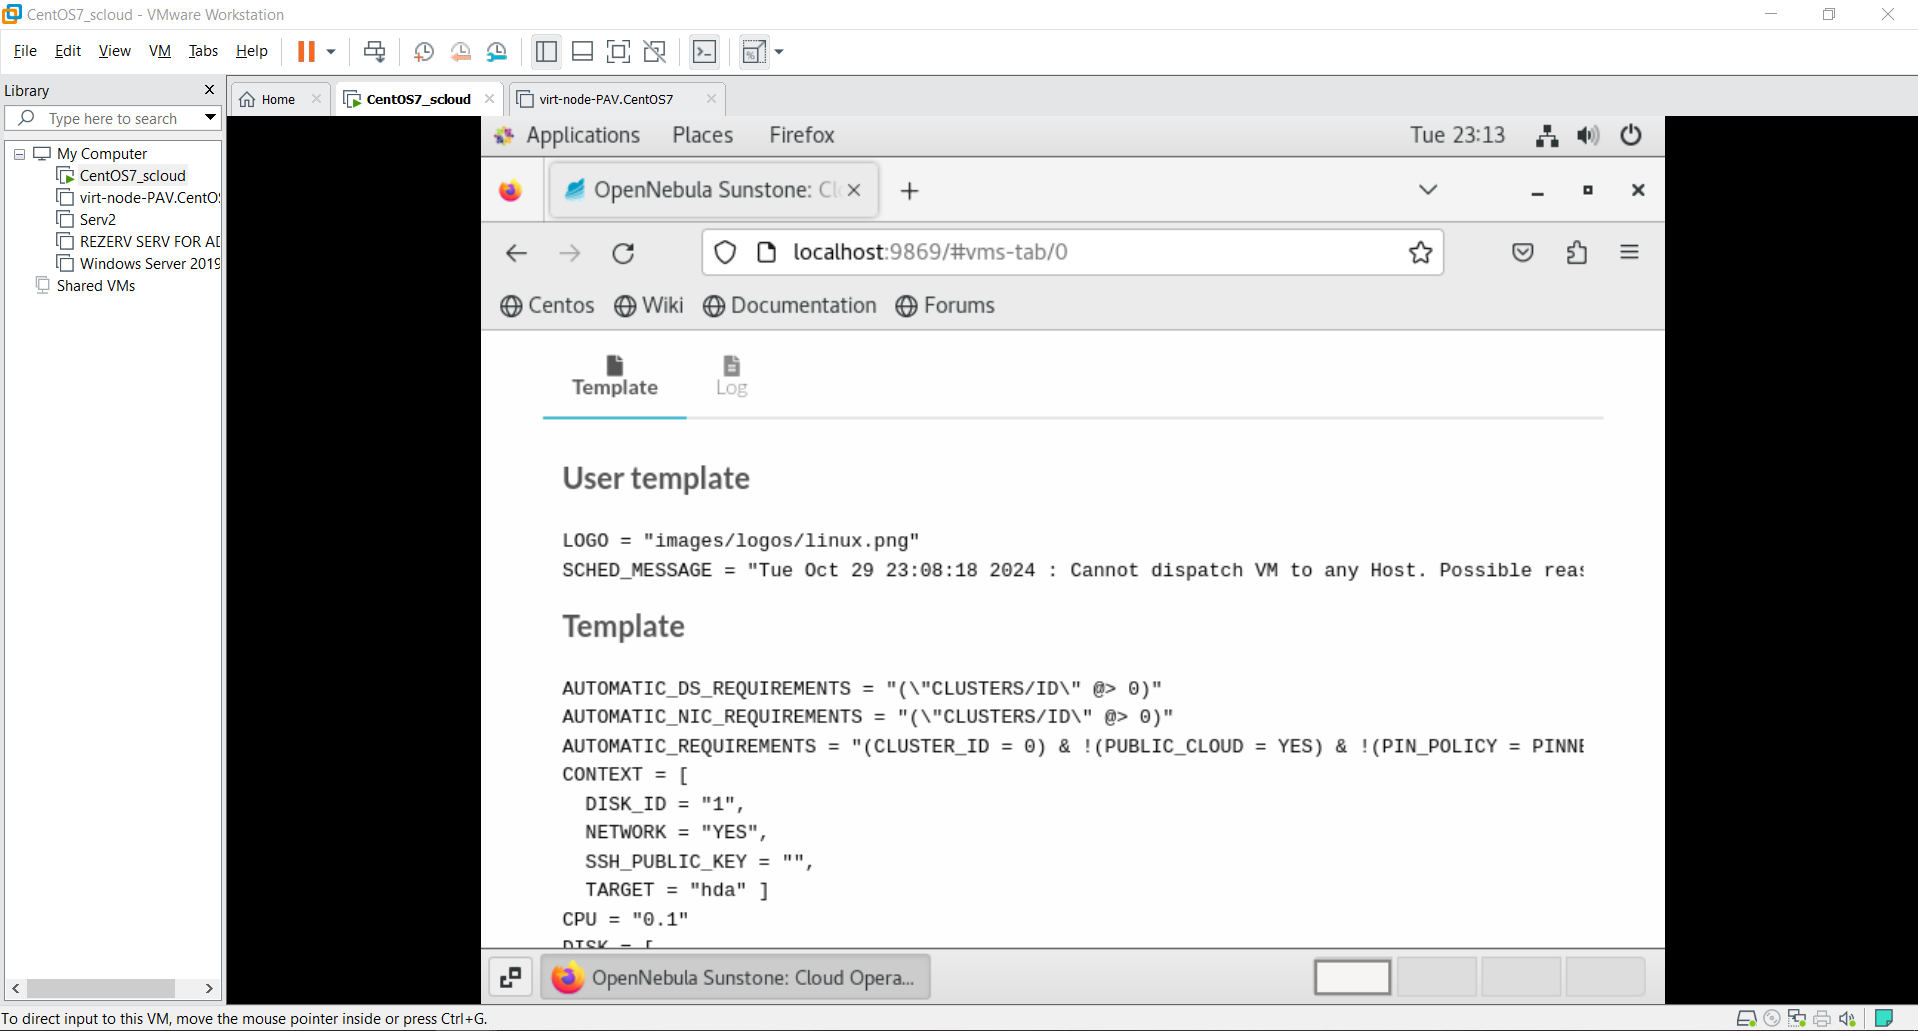 CentOS7_scloud - VMware Workstation
File Edit View VM Tabs Help
Library
Type here to search
My Computer
CentOS7_scloud
virt-node-PAV.CentOS
Serv2
REZERV SERV FOR AD
Windows Server 2019
Shared VMs
Home
CentOS7_scloud
virt-node-PAV.CentOS7
Applications Places Firefox
Tue 23:13
OpenNebula Sunstone: Clo
localhost:9869/#vms-tab/0
Centos Wiki Documentation Forums
Template
Log
User template
LOGO = "images/logos/linux.png"
SCHED_MESSAGE = "Tue Oct 29 23:08:18 2024 : Cannot dispatch VM to any Host. Possible reas
Template
AUTOMATIC_DS_REQUIREMENTS = "(\"CLUSTERS/ID\" @> 0)"
AUTOMATIC_NIC_REQUIREMENTS = "(\"CLUSTERS/ID\" @> 0)"
AUTOMATIC_REQUIREMENTS = "(CLUSTER_ID = 0) & !(PUBLIC_CLOUD = YES) & !(PIN_POLICY = PINNE
CONTEXT = [
DISK_ID = "1",
NETWORK = "YES",
SSH_PUBLIC_KEY = "",
TARGET = "hda" ]
CPU = "0.1"
DISK = [
OpenNebula Sunstone: Cloud Opera...
To direct input to this VM, move the mouse pointer inside or press Ctrl+G.